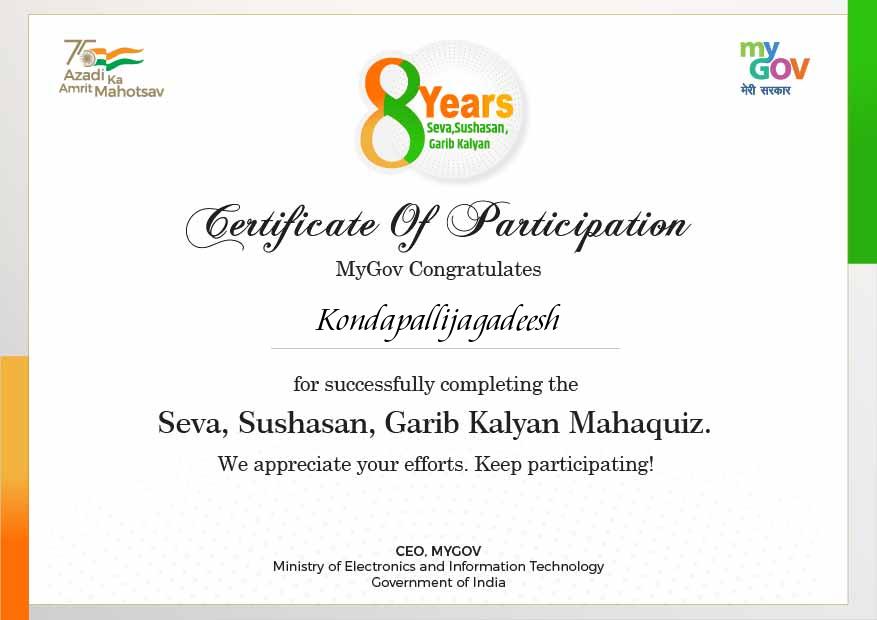 75
Azadi Ka
Amrit Mahotsav
8 Years
Seva,Sushasan,
Garib Kalyan
my
GOV
मेरी सरकार
Certificate Of Participation
MyGov Congratulates
Kondapallijagadeesh
for successfully completing the
Seva, Sushasan, Garib Kalyan Mahaquiz.
We appreciate your efforts. Keep participating!
CEO, MYGOV
Ministry of Electronics and Information Technology
Government of India